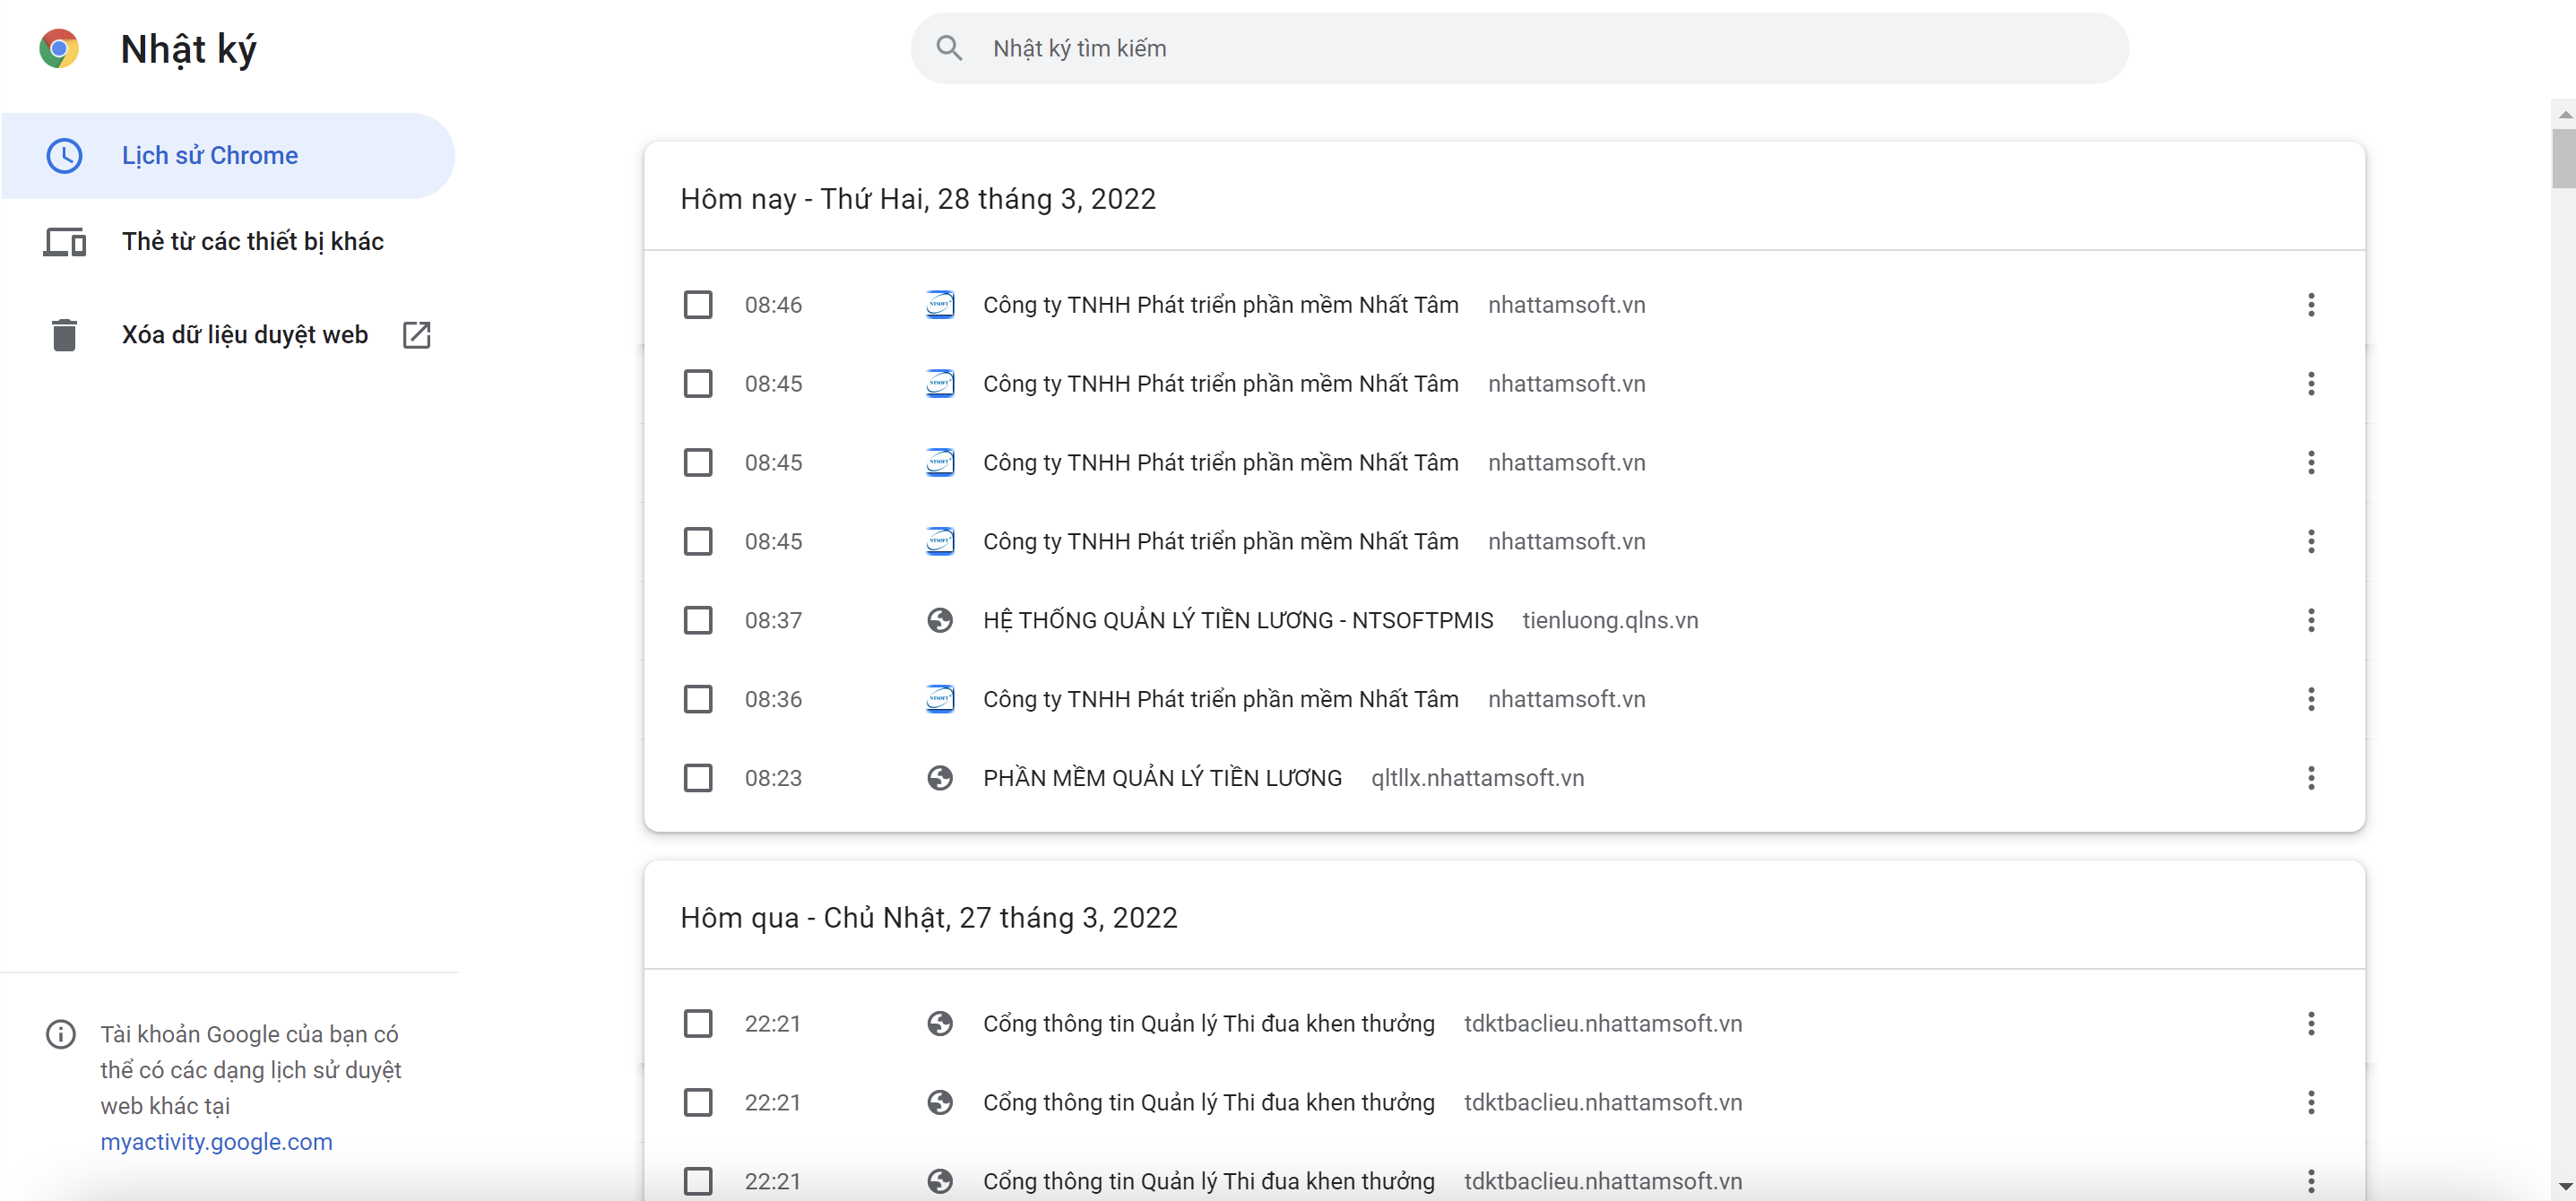 Nhật ký
Nhật ký tìm kiếm
Lịch sử Chrome
Thẻ từ các thiết bị khác
Xóa dữ liệu duyệt web
Tài khoản Google của bạn có
thể có các dạng lịch sử duyệt
web khác tại
myactivity.google.com
Hôm nay - Thứ Hai, 28 tháng 3, 2022
08:46 NTSOFT Công ty TNHH Phát triển phần mềm Nhất Tâm nhattamsoft.vn
08:45 NTSOFT Công ty TNHH Phát triển phần mềm Nhất Tâm nhattamsoft.vn
08:45 NTSOFT Công ty TNHH Phát triển phần mềm Nhất Tâm nhattamsoft.vn
08:45 NTSOFT Công ty TNHH Phát triển phần mềm Nhất Tâm nhattamsoft.vn
08:37 HỆ THỐNG QUẢN LÝ TIỀN LƯƠNG - NTSOFTPMIS tienluong.qlns.vn
08:36 NTSOFT Công ty TNHH Phát triển phần mềm Nhất Tâm nhattamsoft.vn
08:23 PHẦN MỀM QUẢN LÝ TIỀN LƯƠNG qltllx.nhattamsoft.vn
Hôm qua - Chủ Nhật, 27 tháng 3, 2022
22:21 Cổng thông tin Quản lý Thi đua khen thưởng tdktbaclieu.nhattamsoft.vn
22:21 Cổng thông tin Quản lý Thi đua khen thưởng tdktbaclieu.nhattamsoft.vn
22:21 Cổng thông tin Quản lý Thi đua khen thưởng tdktbaclieu.nhattamsoft.vn